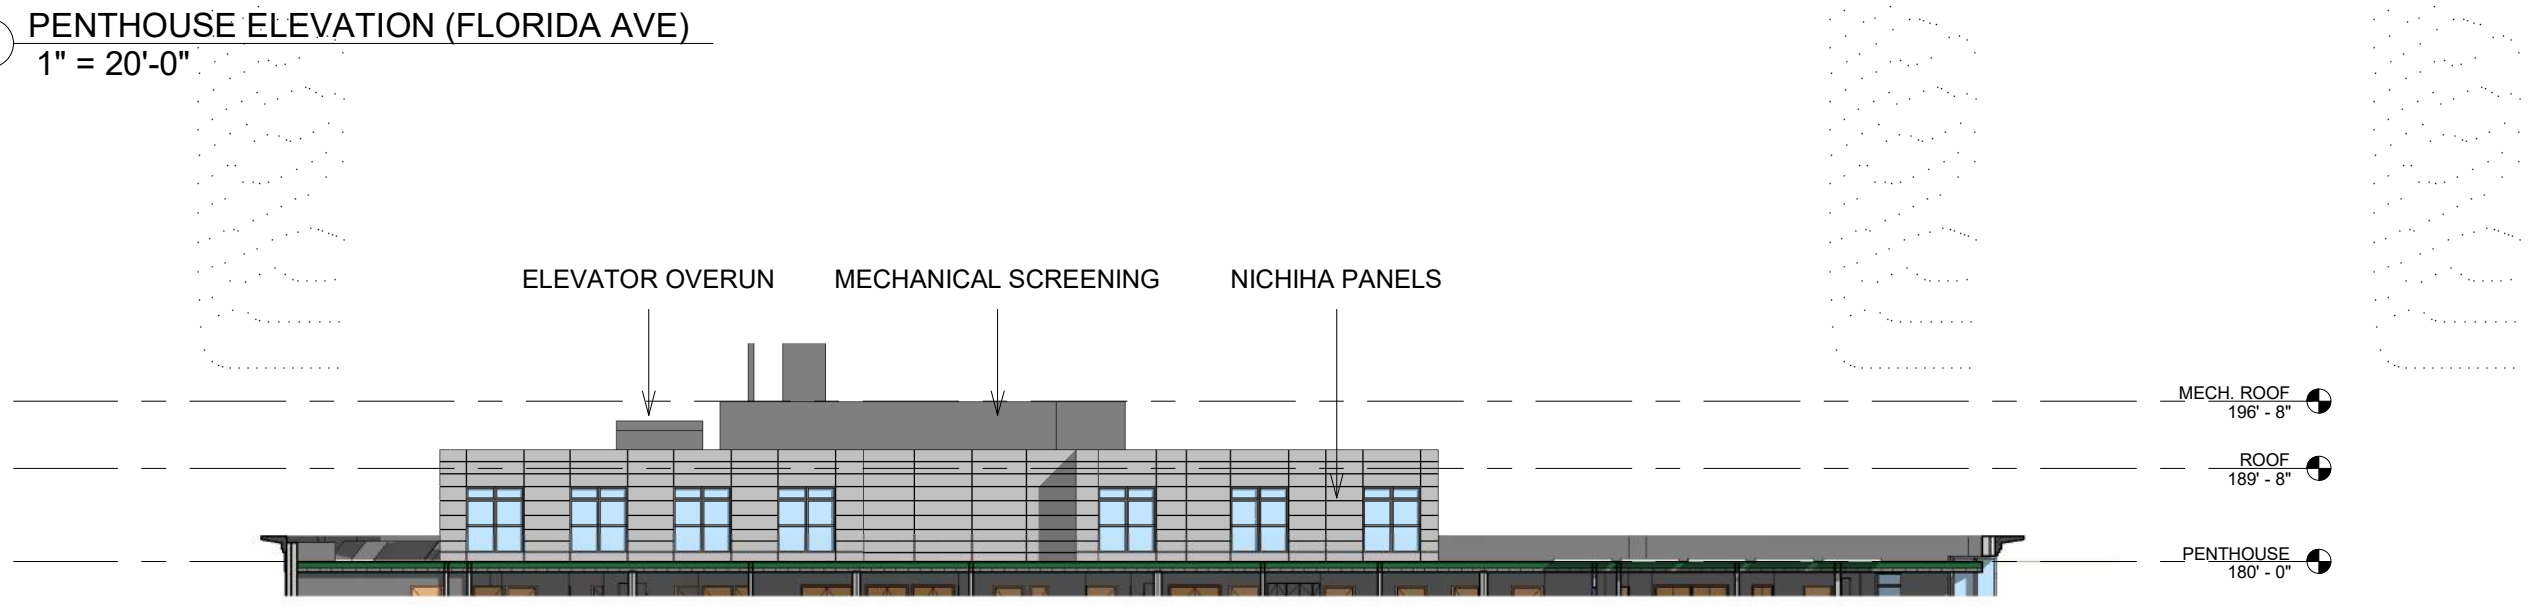 PENTHOUSE ELEVATION (FLORIDA AVE)
1" = 20'-0"
ELEVATOR OVERUN
MECHANICAL SCREENING
NICHIHA PANELS
MECH. ROOF
196' - 8"
ROOF
189' - 8"
PENTHOUSE
180' - 0"